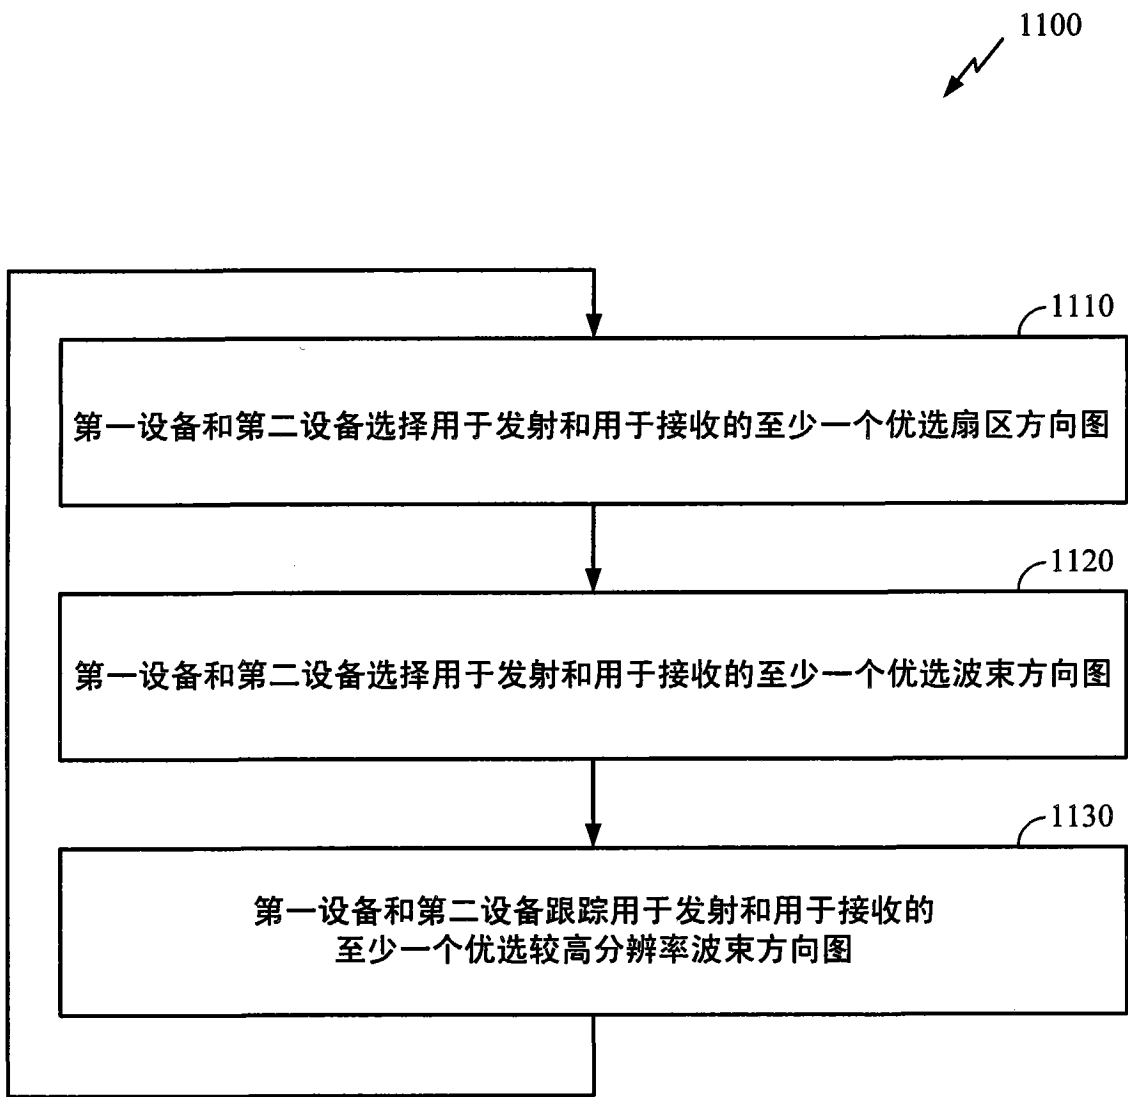 1100
1110
第一设备和第二设备选择用于发射和用于接收的至少一个优选扇区方向图
1120
第一设备和第二设备选择用于发射和用于接收的至少一个优选波束方向图
1130
第一设备和第二设备跟踪用于发射和用于接收的
至少一个优选较高分辨率波束方向图